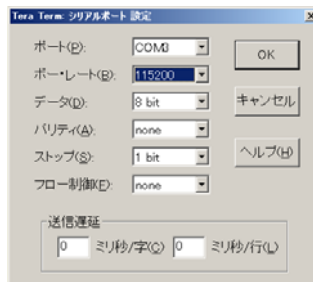 Tera Term: シリアルポート 設定
ポート(P): COM3 OK
ボー・レート(B): 115200
データ(D): 8 bit キャンセル
パリティ(A): none
ストップ(S): 1 bit ヘルプ(H)
フロー制御(F): none
送信遅延
0 ミリ秒/字(C) 0 ミリ秒/行(L)